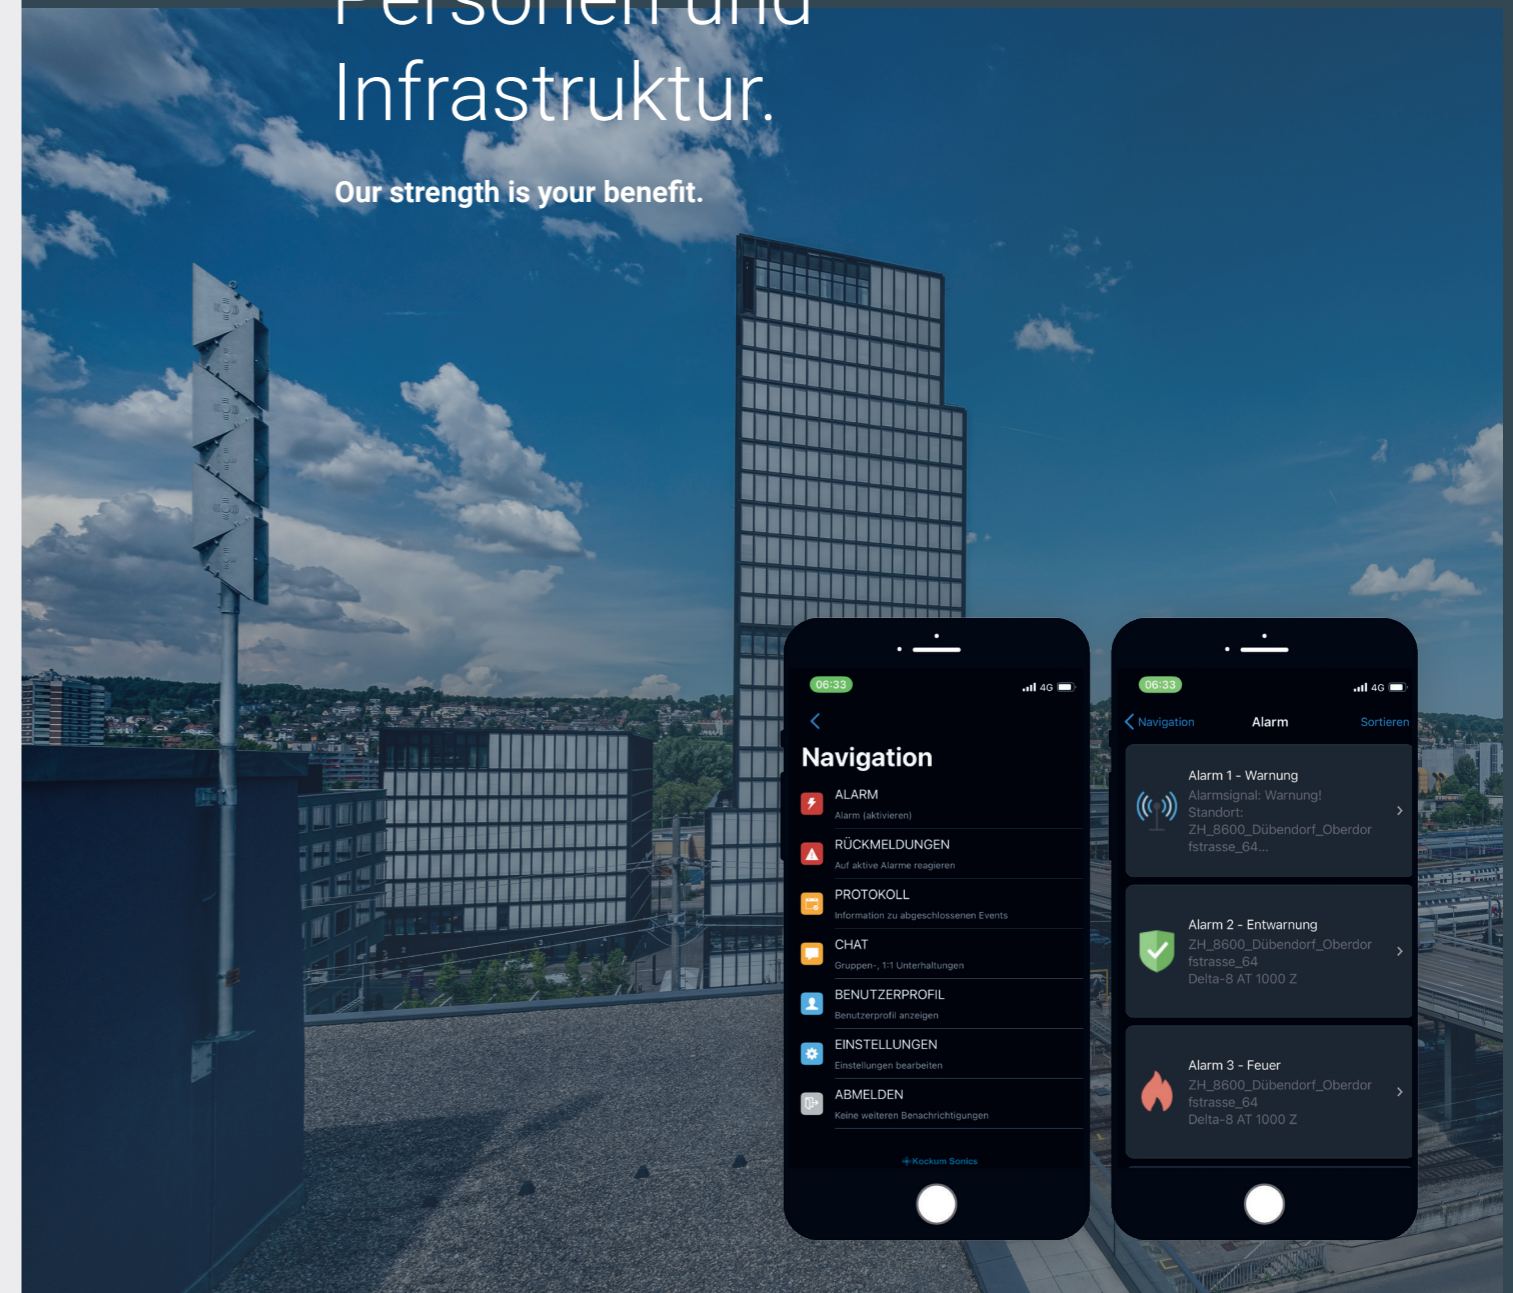 Personen und
Infrastruktur.
Our strength is your benefit.
06:33
4G
Navigation
ALARM
Alarm (aktivieren)
RÜCKMELDUNGEN
Auf aktive Alarme reagieren
PROTOKOLL
Information zu abgeschlossenen Events
CHAT
Gruppen-, 1:1 Unterhaltungen
BENUTZERPROFIL
Benutzerprofil anzeigen
EINSTELLUNGEN
Einstellungen bearbeiten
ABMELDEN
Keine weiteren Benachrichtigungen
Kockum Sonics
06:33
4G
Navigation Alarm Sortieren
Alarm 1 - Warnung
Alarmsignal: Warnung!
Standort:
ZH_8600_Dübendorf_Oberdor
fstrasse_64...
Alarm 2 - Entwarnung
ZH_8600_Dübendorf_Oberdor
fstrasse_64
Delta-8 AT 1000 Z
Alarm 3 - Feuer
ZH_8600_Dübendorf_Oberdor
fstrasse_64
Delta-8 AT 1000 Z